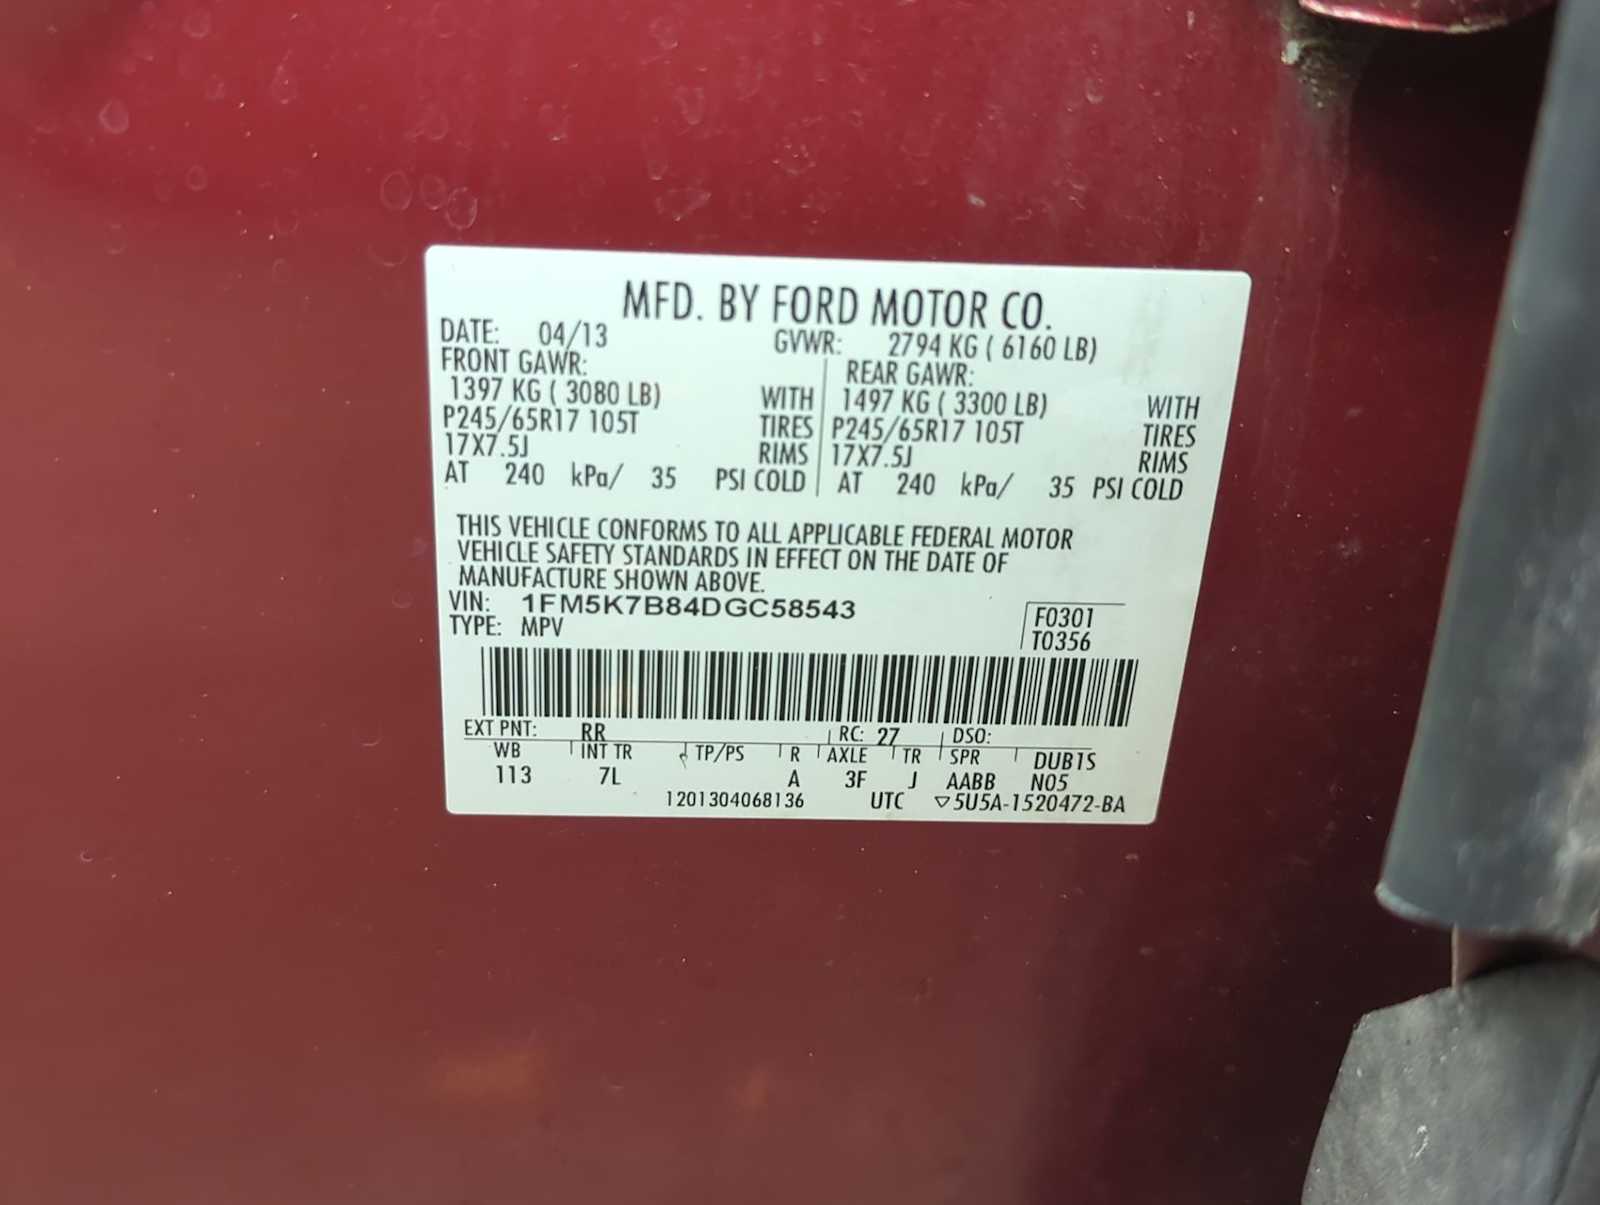 MFD. BY FORD MOTOR CO.
DATE: 04/13 GVWR: 2794 KG ( 6160 LB)
FRONT GAWR: REAR GAWR:
1397 KG ( 3080 LB) WITH 1497 KG ( 3300 LB) WITH
P245/65R17 105T TIRES P245/65R17 105T TIRES
17X7.5J RIMS 17X7.5J RIMS
AT 240 kPa/ 35 PSI COLD AT 240 kPa/ 35 PSI COLD
THIS VEHICLE CONFORMS TO ALL APPLICABLE FEDERAL MOTOR
VEHICLE SAFETY STANDARDS IN EFFECT ON THE DATE OF
MANUFACTURE SHOWN ABOVE.
VIN: 1FM5K7B84DGC58543 F0301
TYPE: MPV T0356
EXT PNT: RR RC: 27 DSO:
WB INT TR TP/PS R AXLE TR SPR DUB1S
113 7L A 3F J AABB N05
1201304068136 UTC ▽5U5A-1520472-BA